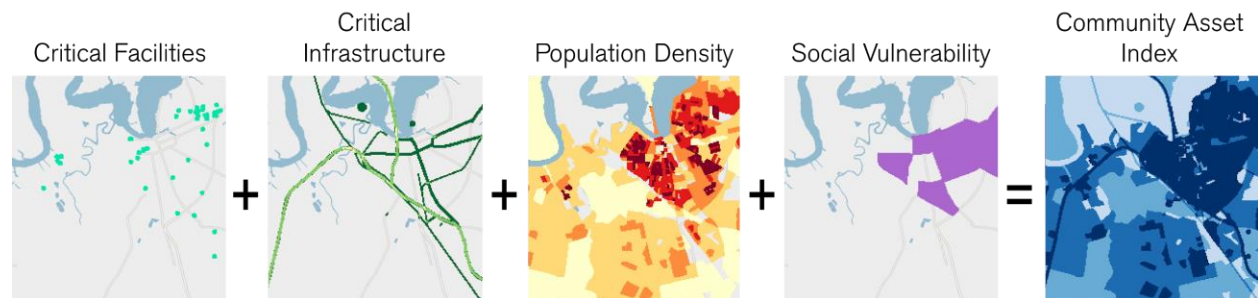 Critical Facilities
Critical
Infrastructure
Population Density
Social Vulnerability
Community Asset
Index
+
+
+
=